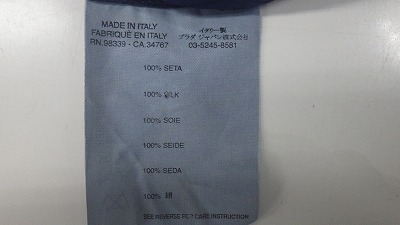 MADE IN ITALY
FABRIQUÉ EN ITALY
RN.98339 - CA.34767
イタリー製
プラダ ジャパン株式会社
03-5245-8581
100% SETA
100% SILK
100% SOIE
100% SEIDE
100% SEDA
100% 絹
SEE REVERSE FOR CARE INSTRUCTION